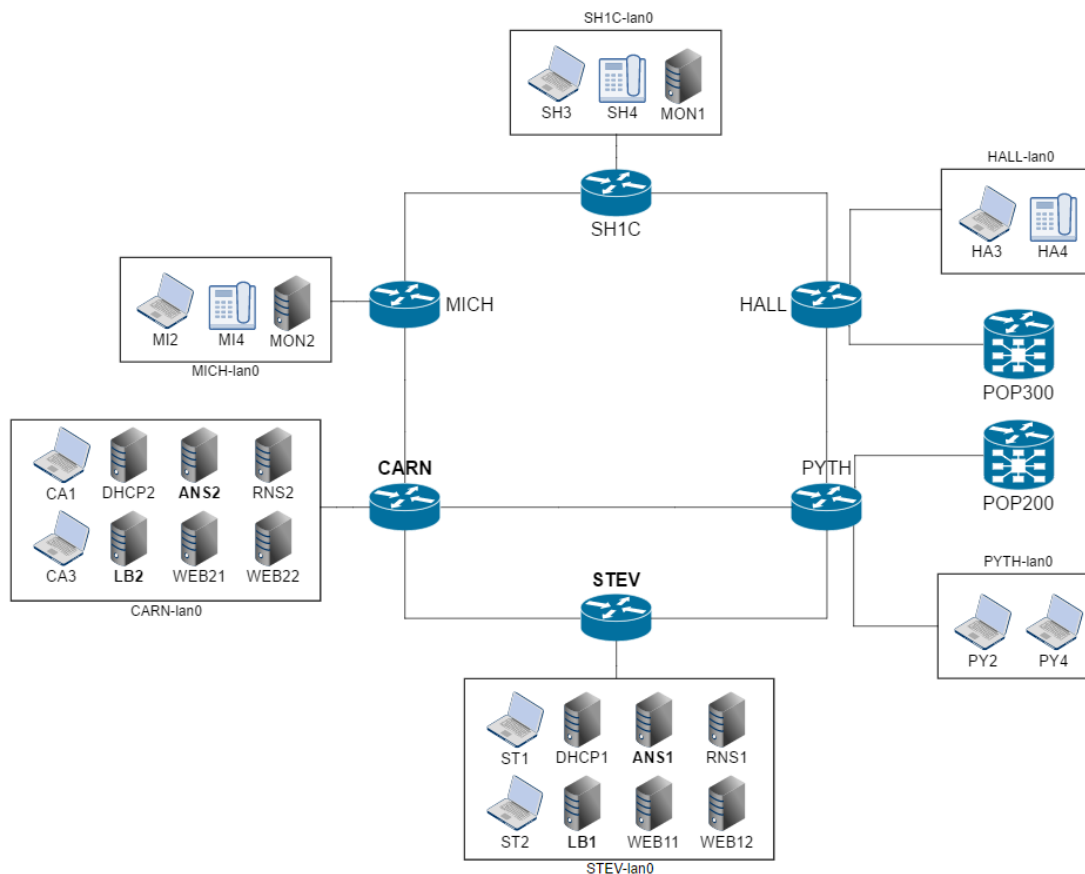 SH1C-lan0
SH3 SH4 MON1
SH1C
HALL-lan0
HA3 HA4
MICH
HALL
MI2 MI4 MON2
MICH-lan0
POP300
CARN
PYTH
CA1 DHCP2 ANS2 RNS2
POP200
CA3 LB2 WEB21 WEB22
CARN-lan0
STEV
PYTH-lan0
PY2 PY4
ST1 DHCP1 ANS1 RNS1
ST2 LB1 WEB11 WEB12
STEV-lan0